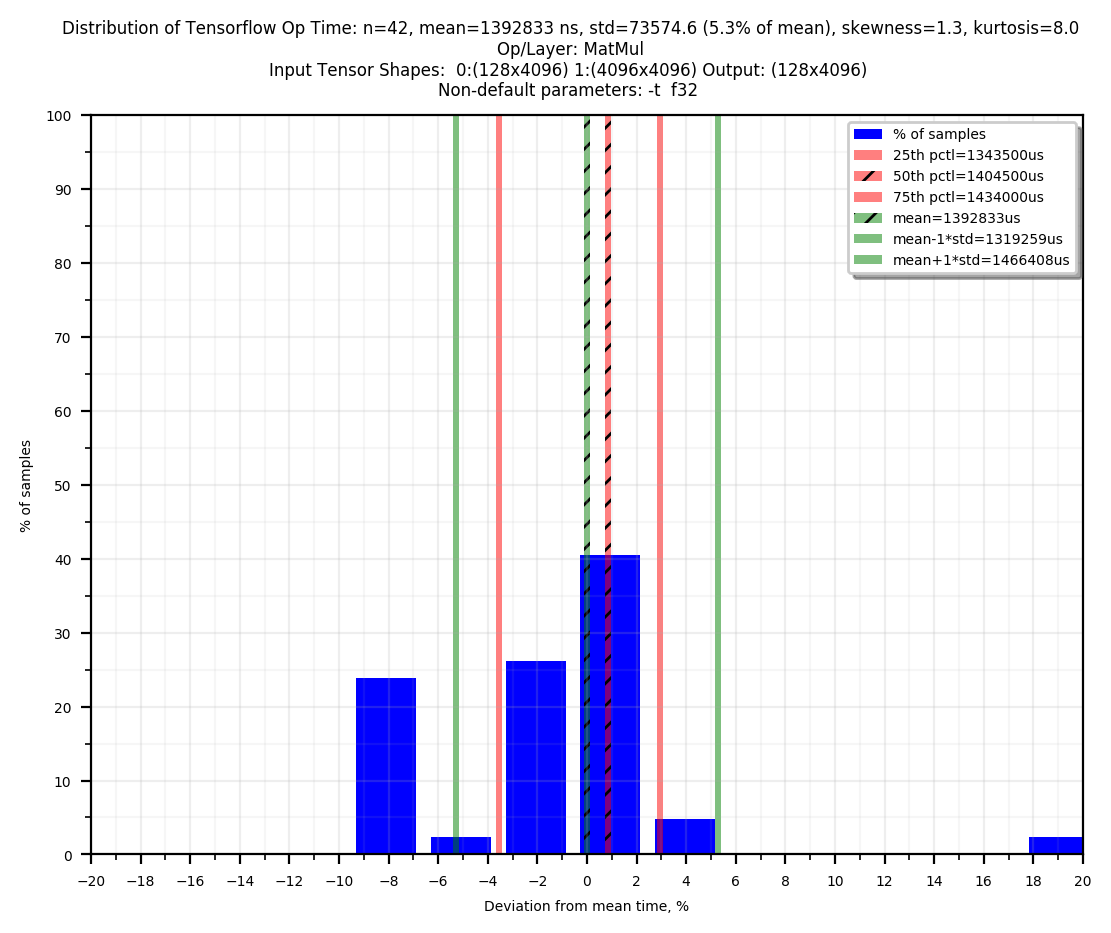 Distribution of Tensorflow Op Time: n=42, mean=1392833 ns, std=73574.6 (5.3% of mean), skewness=1.3, kurtosis=8.0
Op/Layer: MatMul
Input Tensor Shapes:  0:(128x4096) 1:(4096x4096) Output: (128x4096)
Non-default parameters: -t  f32
100
90
80
70
60
50
40
30
20
10
0
% of samples
% of samples
25th pctl=1343500us
50th pctl=1404500us
75th pctl=1434000us
mean=1392833us
mean-1*std=1319259us
mean+1*std=1466408us
−20 −18 −16 −14 −12 −10 −8 −6 −4 −2 0 2 4 6 8 10 12 14 16 18 20
Deviation from mean time, %